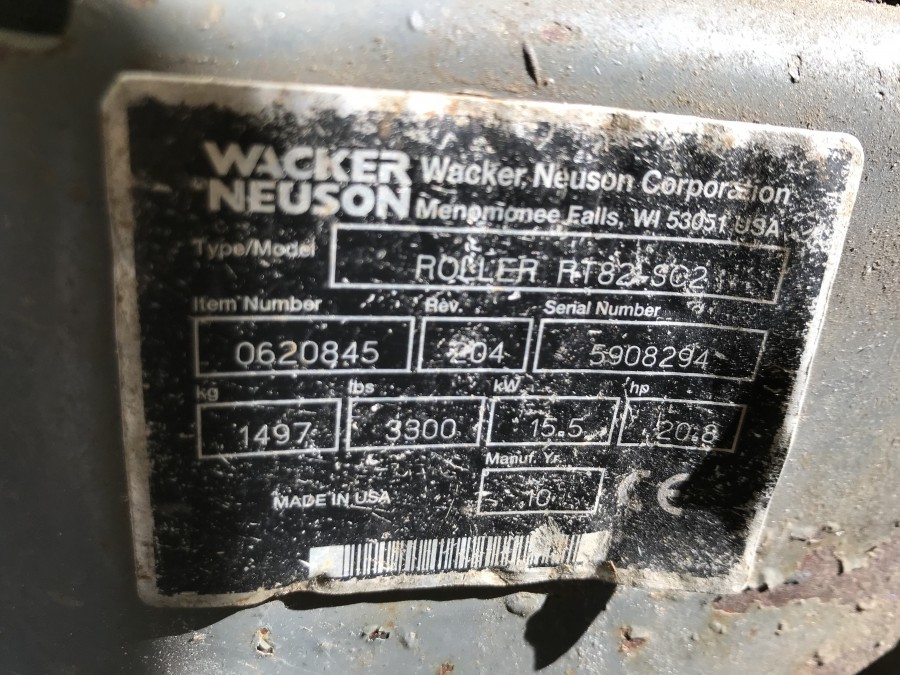 WACKER
NEUSON
Wacker Neuson Corporation
Menomonee Falls, WI 53051 USA
Type/Model
ROLLER RT82-SC2
Item Number Rev. Serial Number
0620845 204 5908294
kg lbs kW hp
1497 3300 15.5 20.8
Manuf. Yr.
MADE IN USA 10 CE